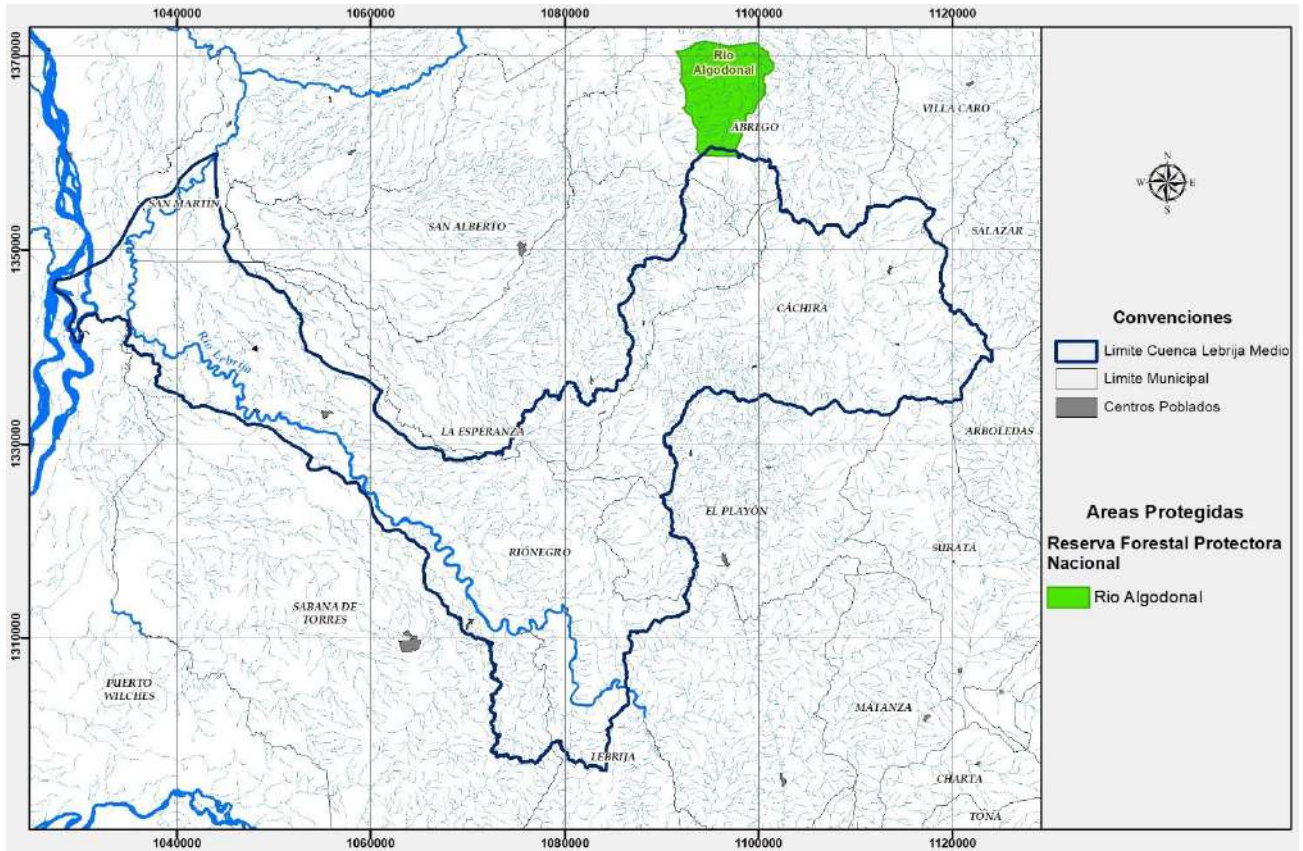 1040000
1060000
1080000
1100000
1120000
1370000
1350000
1330000
1310000
Rio
Algodonal
VILLA CARO
ABREGO
SAN MARTIN
SAN ALBERTO
SALAZAR
CÁCHIRA
Rio Lebrija
LA ESPERANZA
ARBOLEDAS
EL PLAYÓN
RIONEGRO
SURATA
SABANA DE
TORRES
PUERTO
WILCHES
MATANZA
LEBRIJA
CHARTA
TONA
1040000
1060000
1080000
1100000
1120000
N
W
E
S
Convenciones
Limite Cuenca Lebrija Medio
Limite Municipal
Centros Poblados
Areas Protegidas
Reserva Forestal Protectora
Nacional
Rio Algodonal